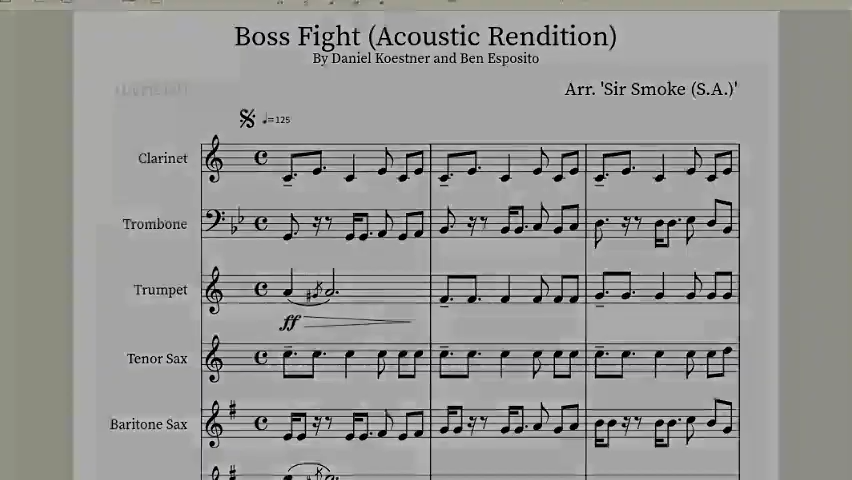 Boss Fight (Acoustic Rendition)
By Daniel Koestner and Ben Esposito
Arr. 'Sir Smoke (S.A.)'
♩=125
Clarinet
Trombone
Trumpet
ff
Tenor Sax
Baritone Sax